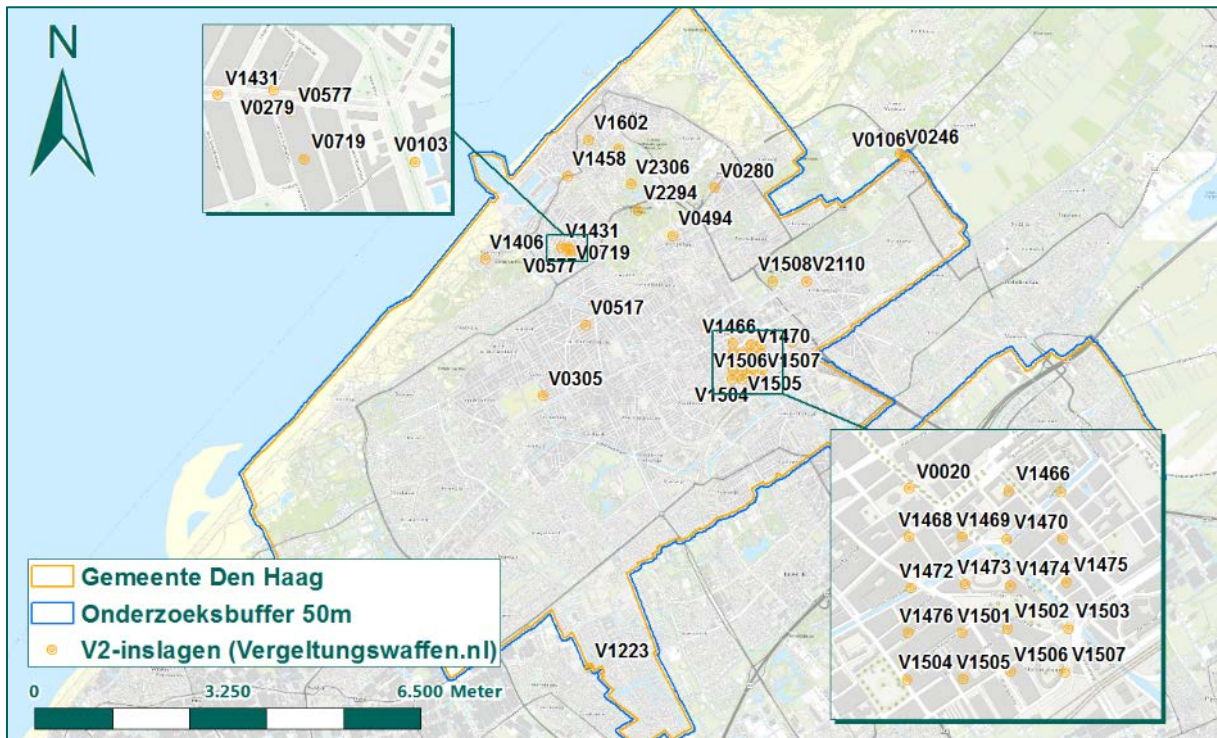 N
V1431
V0577
V0279
V0719
V0103
V1602
V1458
V2306
V0280
V2294
V0494
V0106 V0246
V1406
V1431
V0577
V0719
V1508 V2110
V0517
V1466
V1470
V1506 V1507
V1505
V1504
V0305
V0020
V1466
V1468 V1469 V1470
V1472 V1473 V1474 V1475
V1476 V1501 V1502 V1503
V1504 V1505 V1506 V1507
V1223
Gemeente Den Haag
Onderzoeksbuffer 50m
V2-inslagen (Vergeltungswaffen.nl)
0 3.250 6.500 Meter